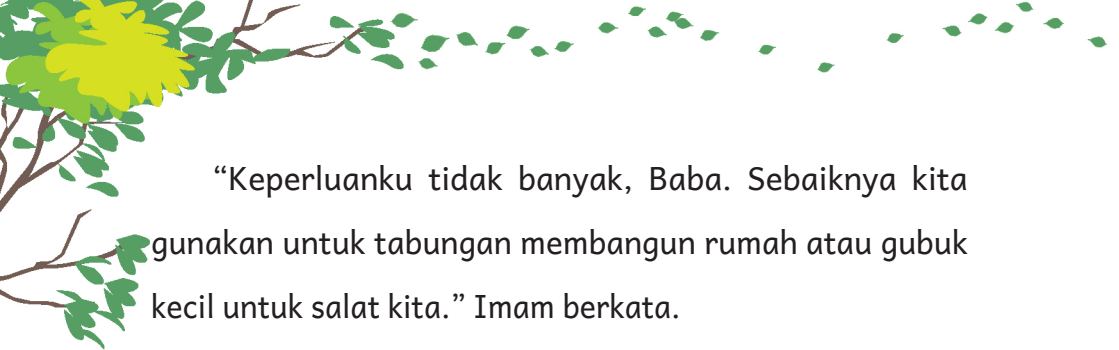 “Keperluanku tidak banyak, Baba. Sebaiknya kita
gunakan untuk tabungan membangun rumah atau gubuk
kecil untuk salat kita.” Imam berkata.